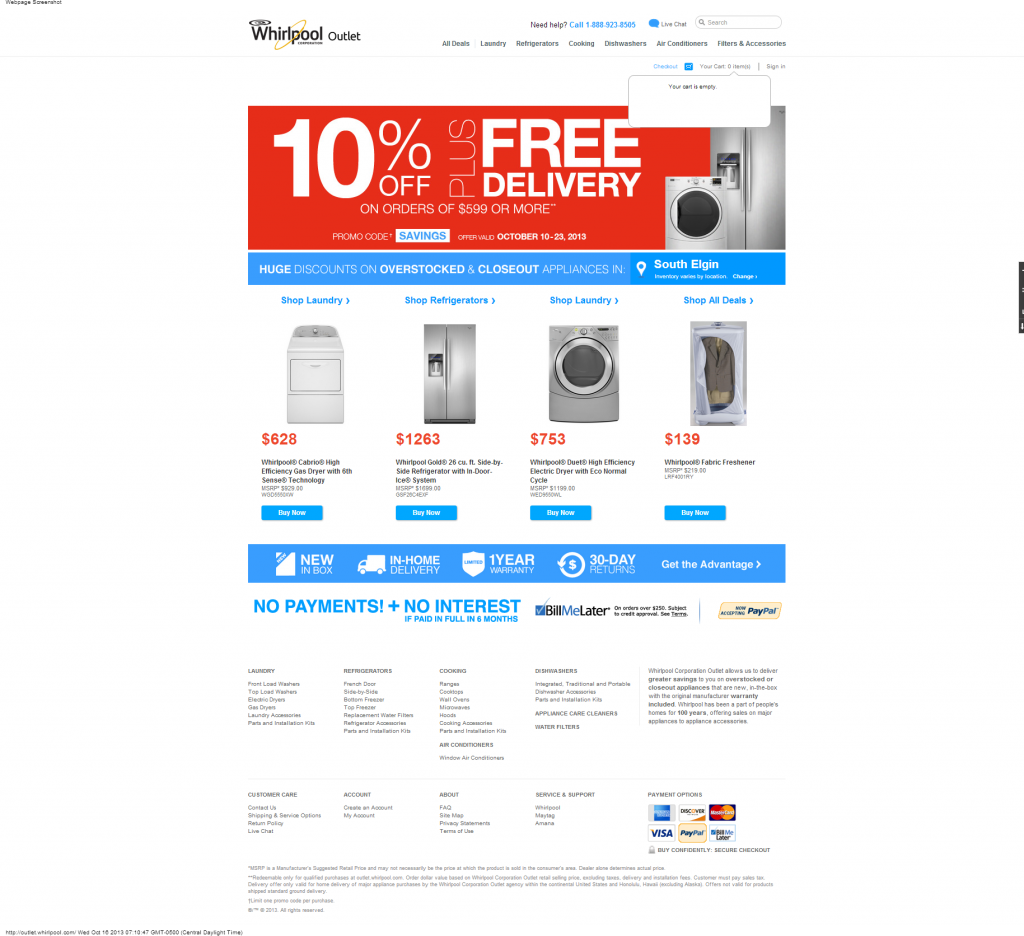 Webpage Screenshot
Whirlpool CORPORATION Outlet
Need help? Call 1-888-923-8505 Live Chat Search
All Deals Laundry Refrigerators Cooking Dishwashers Air Conditioners Filters & Accessories
Checkout Your Cart: 0 item(s) | Sign In
Your cart is empty.
10% OFF PLUS FREE DELIVERY
ON ORDERS OF $599 OR MORE**
PROMO CODE† SAVINGS OFFER VALID OCTOBER 10-23, 2013
HUGE DISCOUNTS ON OVERSTOCKED & CLOSEOUT APPLIANCES IN:
South Elgin
Inventory varies by location. Change ›
Shop Laundry › Shop Refrigerators › Shop Laundry › Shop All Deals ›
$628
Whirlpool® Cabrio® High
Efficiency Gas Dryer with 6th
Sense® Technology
MSRP* $929.00
WGD5550XW
Buy Now
$1263
Whirlpool Gold® 26 cu. ft. Side-by-
Side Refrigerator with In-Door-
Ice® System
MSRP* $1699.00
GSF26C4EXF
Buy Now
$753
Whirlpool® Duet® High Efficiency
Electric Dryer with Eco Normal
Cycle
MSRP* $1199.00
WED9550WL
Buy Now
$139
Whirlpool® Fabric Freshener
MSRP* $219.00
LRF4001RY
Buy Now
NEW IN BOX
IN-HOME DELIVERY
LIMITED 1YEAR WARRANTY
$ 30-DAY RETURNS
Get the Advantage ›
NO PAYMENTS! + NO INTEREST
IF PAID IN FULL IN 6 MONTHS
BillMeLater®
On orders over $250. Subject
to credit approval. See Terms.
NOW ACCEPTING PayPal
LAUNDRY
Front Load Washers
Top Load Washers
Electric Dryers
Gas Dryers
Laundry Accessories
Parts and Installation Kits
REFRIGERATORS
French Door
Side-by-Side
Bottom Freezer
Top Freezer
Replacement Water Filters
Refrigerator Accessories
Parts and Installation Kits
COOKING
Ranges
Cooktops
Wall Ovens
Microwaves
Hoods
Cooking Accessories
Parts and Installation Kits
AIR CONDITIONERS
Window Air Conditioners
DISHWASHERS
Integrated, Traditional and Portable
Dishwasher Accessories
Parts and Installation Kits
APPLIANCE CARE CLEANERS
WATER FILTERS
Whirlpool Corporation Outlet allows us to deliver
greater savings to you on overstocked or
closeout appliances that are new, in-the-box
with the original manufacturer warranty
included. Whirlpool has been a part of people's
homes for 100 years, offering sales on major
appliances to appliance accessories.
CUSTOMER CARE
Contact Us
Shipping & Service Options
Return Policy
Live Chat
ACCOUNT
Create an Account
My Account
ABOUT
FAQ
Site Map
Privacy Statements
Terms of Use
SERVICE & SUPPORT
Whirlpool
Maytag
Amana
PAYMENT OPTIONS
DISCOVER MasterCard
VISA PayPal Bill Me Later
BUY CONFIDENTLY: SECURE CHECKOUT
*MSRP is a Manufacturer's Suggested Retail Price and may not necessarily be the price at which the product is sold in the consumer's area. Dealer alone determines actual price.
**Redeemable only for qualified purchases at outlet.whirlpool.com. Order dollar value based on Whirlpool Corporation Outlet retail selling price, excluding taxes, delivery and installation fees. Customer must pay sales tax.
Delivery offer only valid for home delivery of major appliance purchases by the Whirlpool Corporation Outlet agency within the continental United States and Honolulu, Hawaii (excluding Alaska). Offers not valid for products
shipped standard ground delivery.
†Limit one promo code per purchase.
®/™ © 2013. All rights reserved.
http://outlet.whirlpool.com/ Wed Oct 16 2013 07:10:47 GMT-0500 (Central Daylight Time)